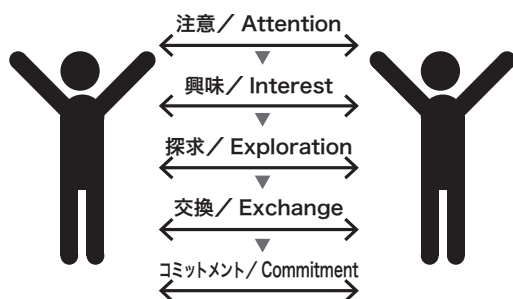 注意／Attention
興味／Interest
探求／Exploration
交換／Exchange
コミットメント／Commitment